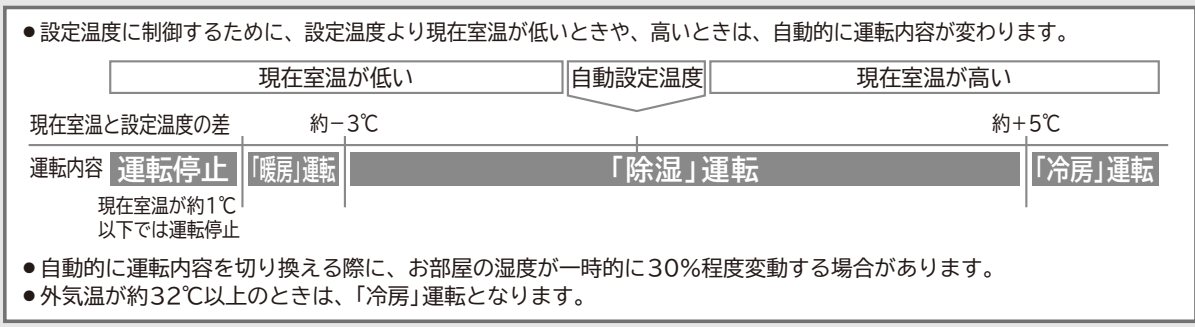 ●設定温度に制御するために、設定温度より現在室温が低いときや、高いときは、自動的に運転内容が変わります。
現在室温が低い 自動設定温度 現在室温が高い
現在室温と設定温度の差 約－3℃ 約＋5℃
運転内容 運転停止 「暖房」運転 「除湿」運転 「冷房」運転
現在室温が約1℃
以下では運転停止
●自動的に運転内容を切り換える際に、お部屋の湿度が一時的に30%程度変動する場合があります。
●外気温が約32℃以上のときは、「冷房」運転となります。